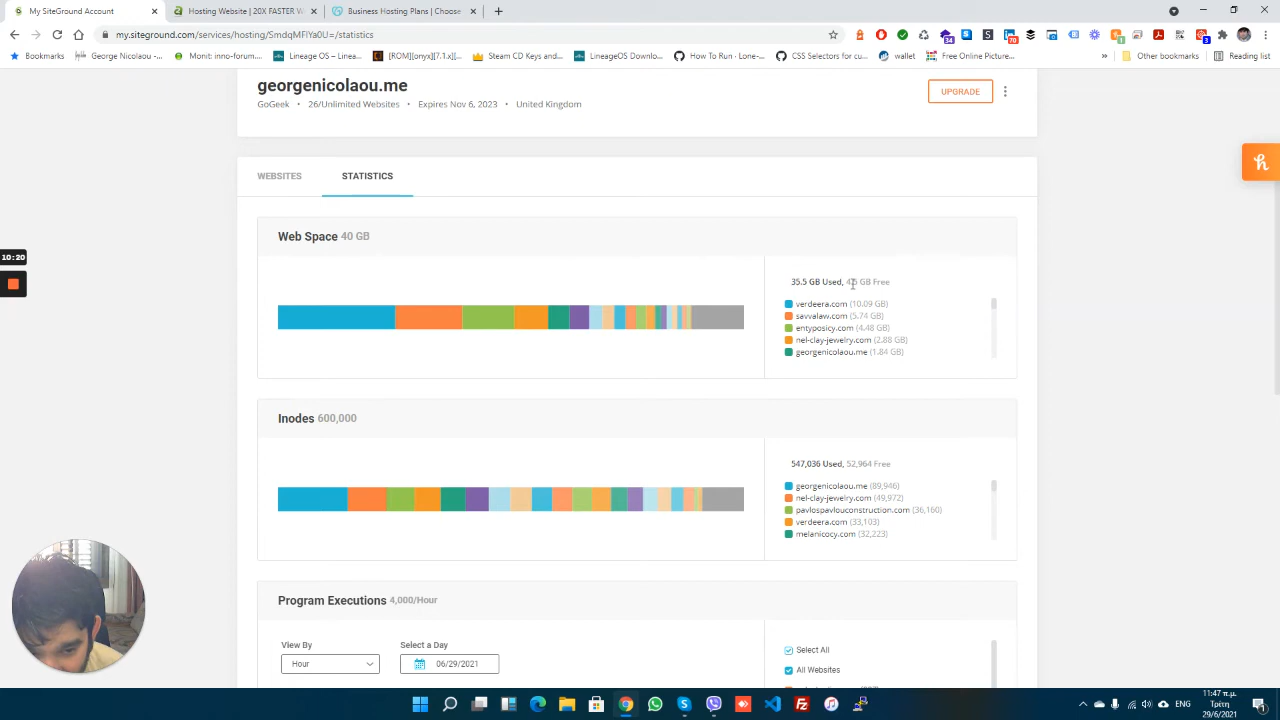 My SiteGround Account
Hosting Website | 20X FASTER W
Business Hosting Plans | Choose
my.siteground.com/services/hosting/SmdqMFlYa0U=/statistics
Bookmarks
George Nicolaou -...
Monit: inno-forum....
LineageOS – Linea...
[ROM][7.1.x][...
Steam CD Keys and...
LineageOS Downlo...
How To Run - Lone-...
CSS Selectors for...
wallet
Free Online Pictur...
»
Other bookmarks
Reading list
georgenicolaou.me
GoGeek • 26/Unlimited Websites • Expires Nov 6, 2023 • United Kingdom
UPGRADE
WEBSITES
STATISTICS
10:20
Web Space 40 GB
35.5 GB Used, 4.5 GB Free
verdeera.com (10.09 GB)
savvalaw.com (5.74 GB)
entyposicy.com (4.48 GB)
nel-clay-jewelry.com (2.88 GB)
georgenicolaou.me (1.84 GB)
Inodes 600,000
547,036 Used, 52,964 Free
georgenicolaou.me (89,946)
nel-clay-jewelry.com (49,972)
pavlospavlouconstruction.com (36,160)
verdeera.com (33,103)
melanicocy.com (32,223)
Program Executions 4,000/Hour
View By
Select a Day
Hour
06/29/2021
Select All
All Websites
ENG
11:47 π.μ.
Τρίτη
29/6/2021